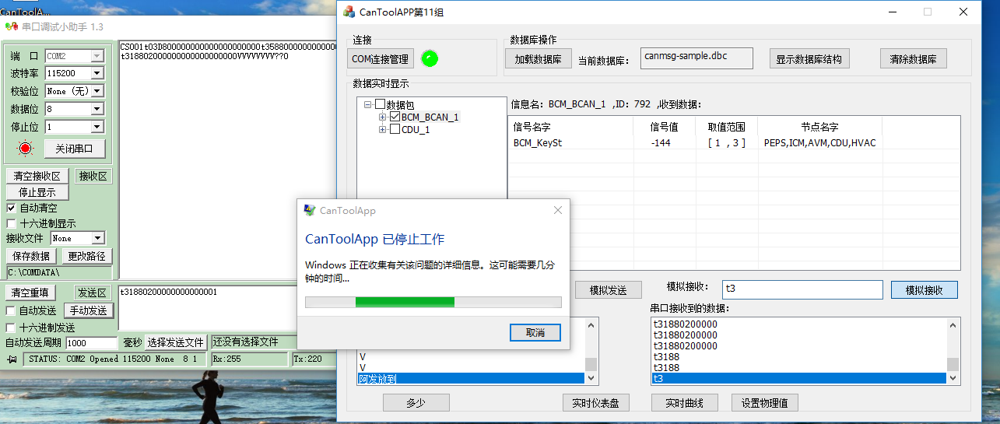 CanToolA...
串口调试小助手 1.3
端 口 COM2
波特率 115200
校验位 None (无)
数据位 8
停止位 1
关闭串口
清空接收区 接收区
停止显示
自动清空
十六进制显示
接收文件 None
保存数据 更改路径
C:\COMDATA\
t31880200000000000000000VVVVVVVV??0
清空重填 发送区
自动发送 手动发送
十六进制发送
自动发送周期 1000 毫秒 选择发送文件 还没有选择文件
STATUS: COM2 Opened 115200 None 8 1 Rx:255 Tx:220
t31880200000000000001
CanToolAPP第11组
连接
COM连接管理
数据库操作
加载数据库 当前数据库: canmsg-sample.dbc 显示数据库结构 清除数据库
数据实时显示
数据包
BCM_BCAN_1
CDU_1
信息名: BCM_BCAN_1 ,ID: 792 ,收到数据:
信号名字 信号值 取值范围 节点名字
BCM_KeySt -144 [ 1 , 3 ] PEPS,ICM,AVM,CDU,HVAC
CanToolApp
CanToolApp 已停止工作
Windows 正在收集有关该问题的详细信息。这可能需要几分
钟的时间...
取消
模拟发送 模拟接收: t3 模拟接收
串口接收到的数据:
V
V
阿发放到
t31880200000
t31880200000
t31880200000
t3188
t3188
t3
多少 实时仪表盘 实时曲线 设置物理值